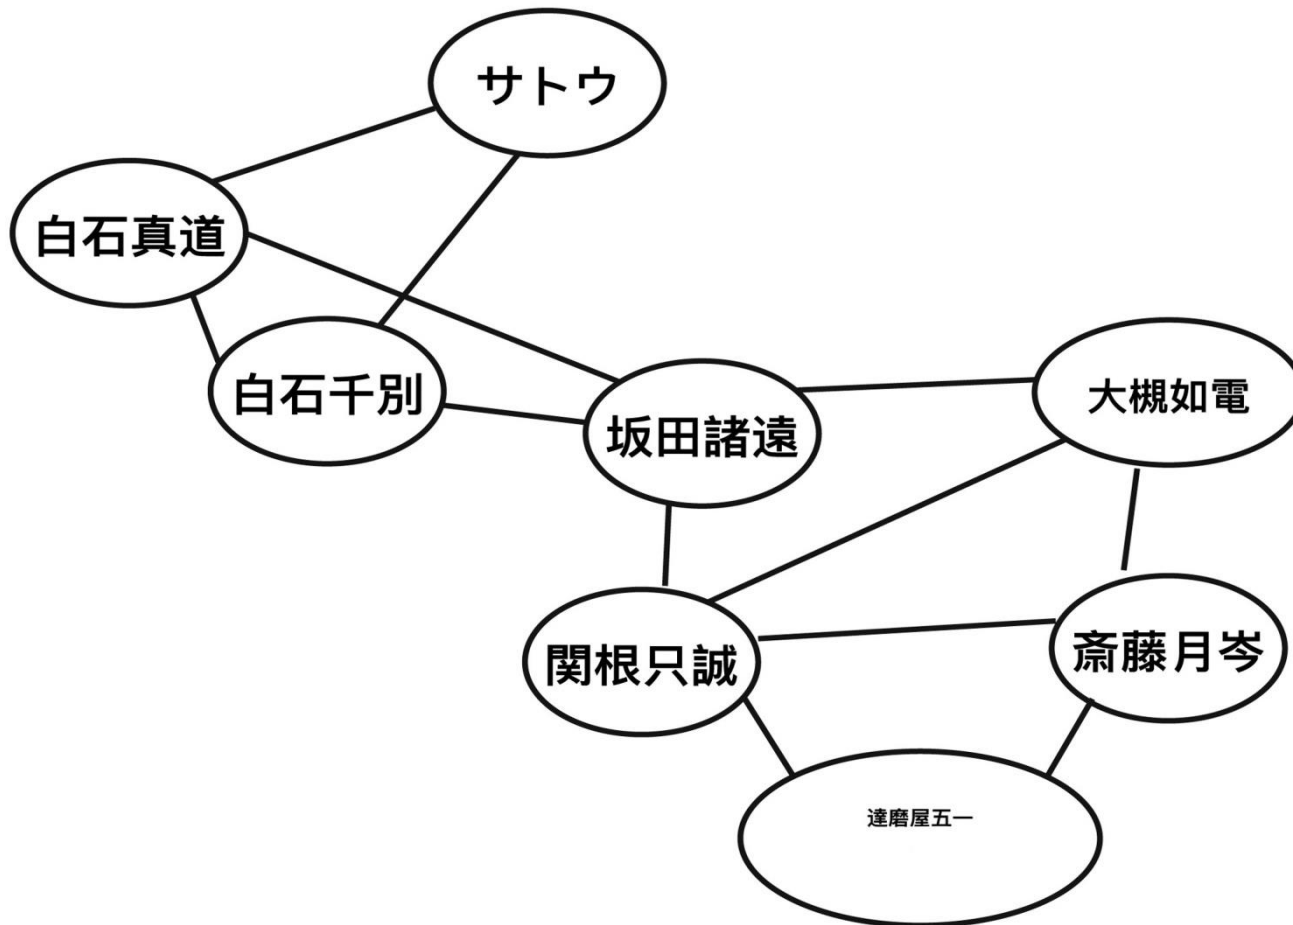 サトウ
白石真道
白石千別
坂田諸遠
大槻如電
関根只誠
斎藤月岑
達磨屋五一